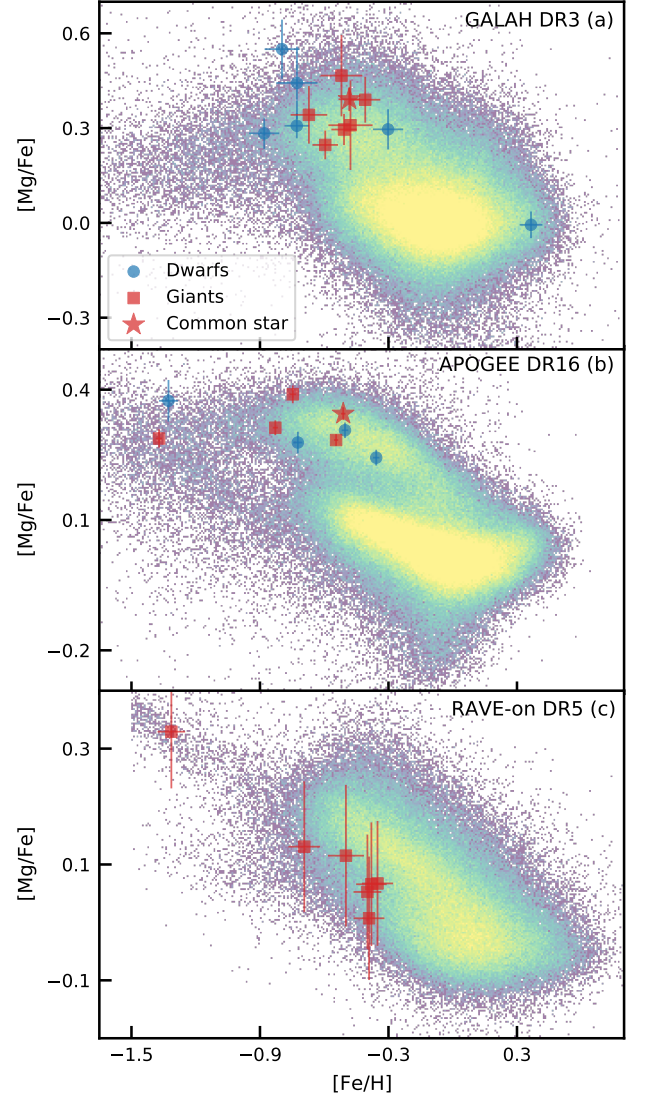 GALAH DR3 (a)
0.6
0.3
0.0
−0.3
[Mg/Fe]
Dwarfs
Giants
Common star
APOGEE DR16 (b)
0.4
0.1
−0.2
[Mg/Fe]
RAVE-on DR5 (c)
0.3
0.1
−0.1
[Mg/Fe]
−1.5 −0.9 −0.3 0.3
[Fe/H]